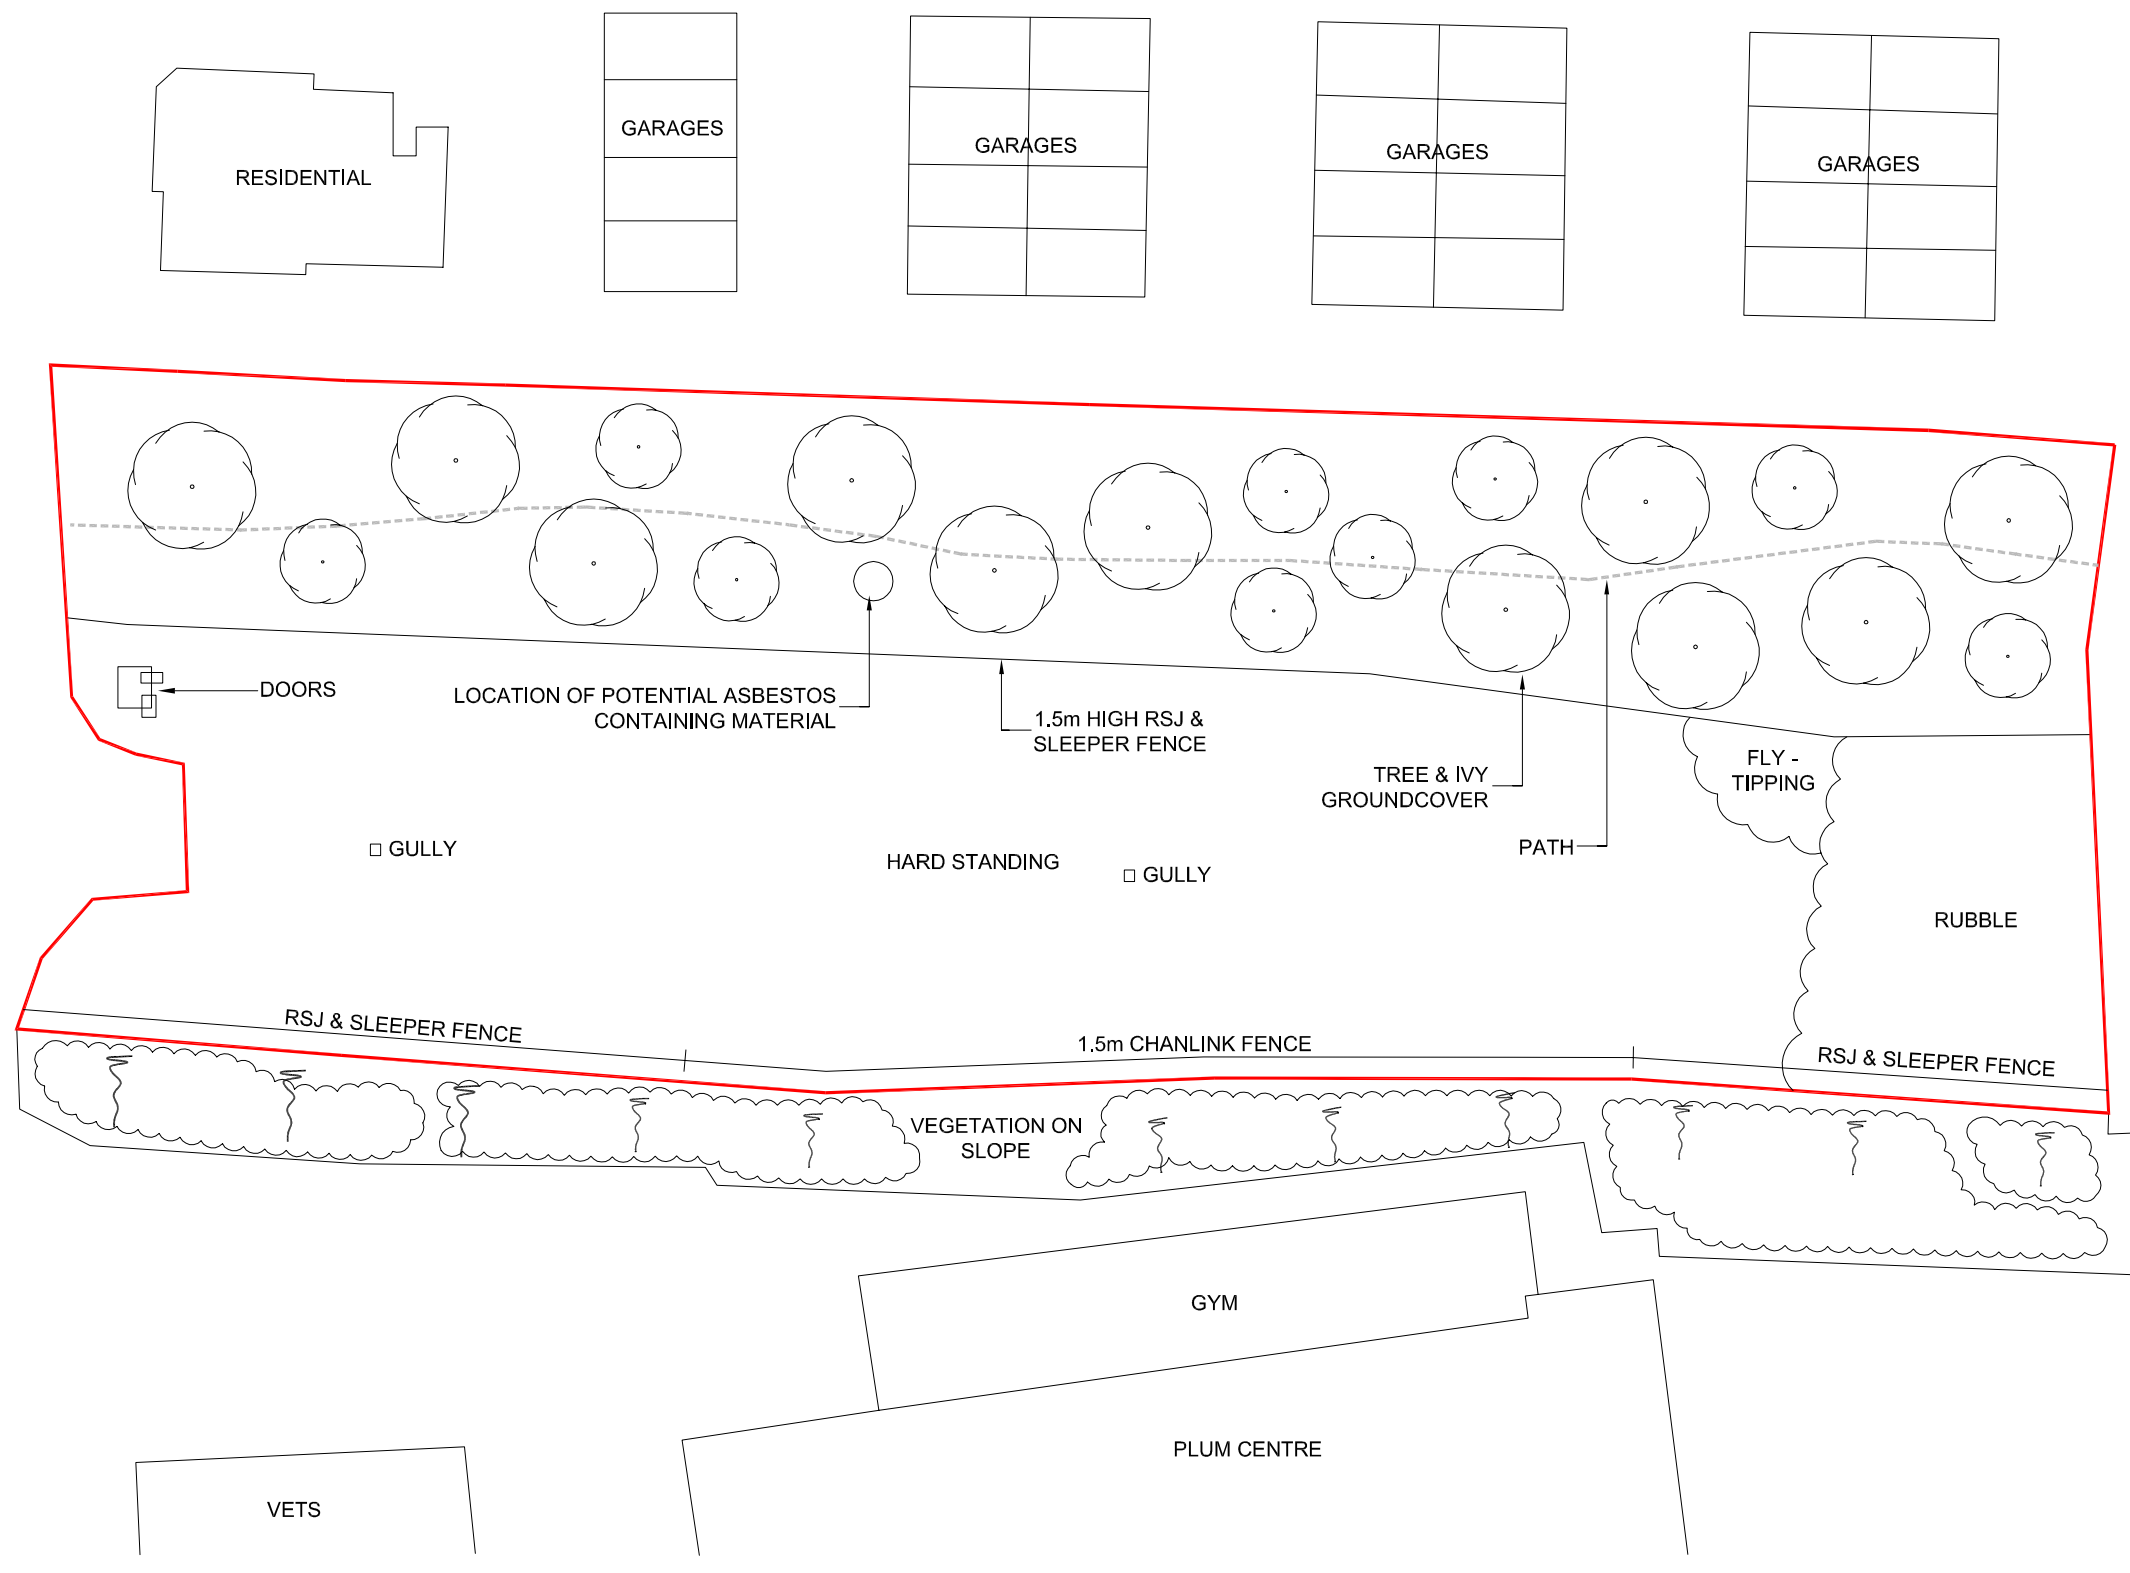 GARAGES
GARAGES
GARAGES
GARAGES
RESIDENTIAL
DOORS
LOCATION OF POTENTIAL ASBESTOS
CONTAINING MATERIAL
1.5m HIGH RSJ &
SLEEPER FENCE
TREE & IVY
GROUNDCOVER
PATH
FLY -
TIPPING
GULLY
HARD STANDING
GULLY
RUBBLE
RSJ & SLEEPER FENCE
1.5m CHANLINK FENCE
RSJ & SLEEPER FENCE
VEGETATION ON
SLOPE
GYM
PLUM CENTRE
VETS